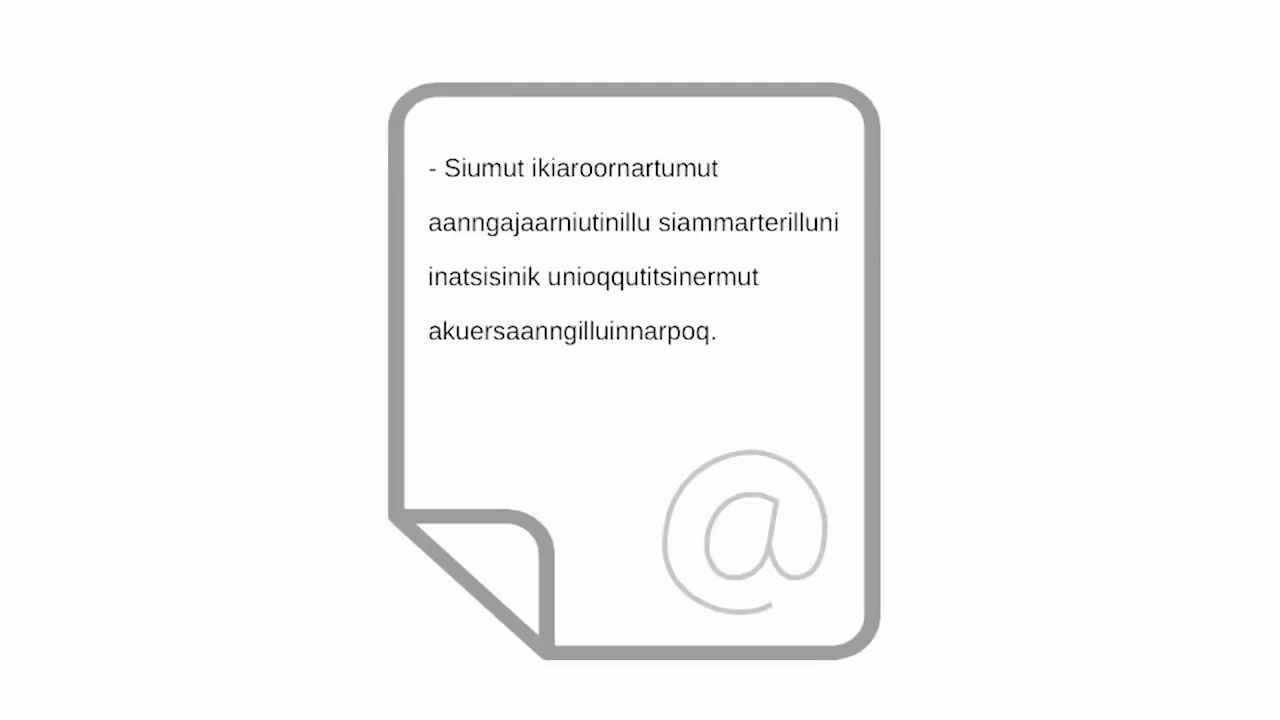 - Siumut ikiaroornartumut
aanngajaarniutinillu siammarterilluni
inatsisinik unioqqutitsinermut
akuersaanngilluinnarpoq.
@